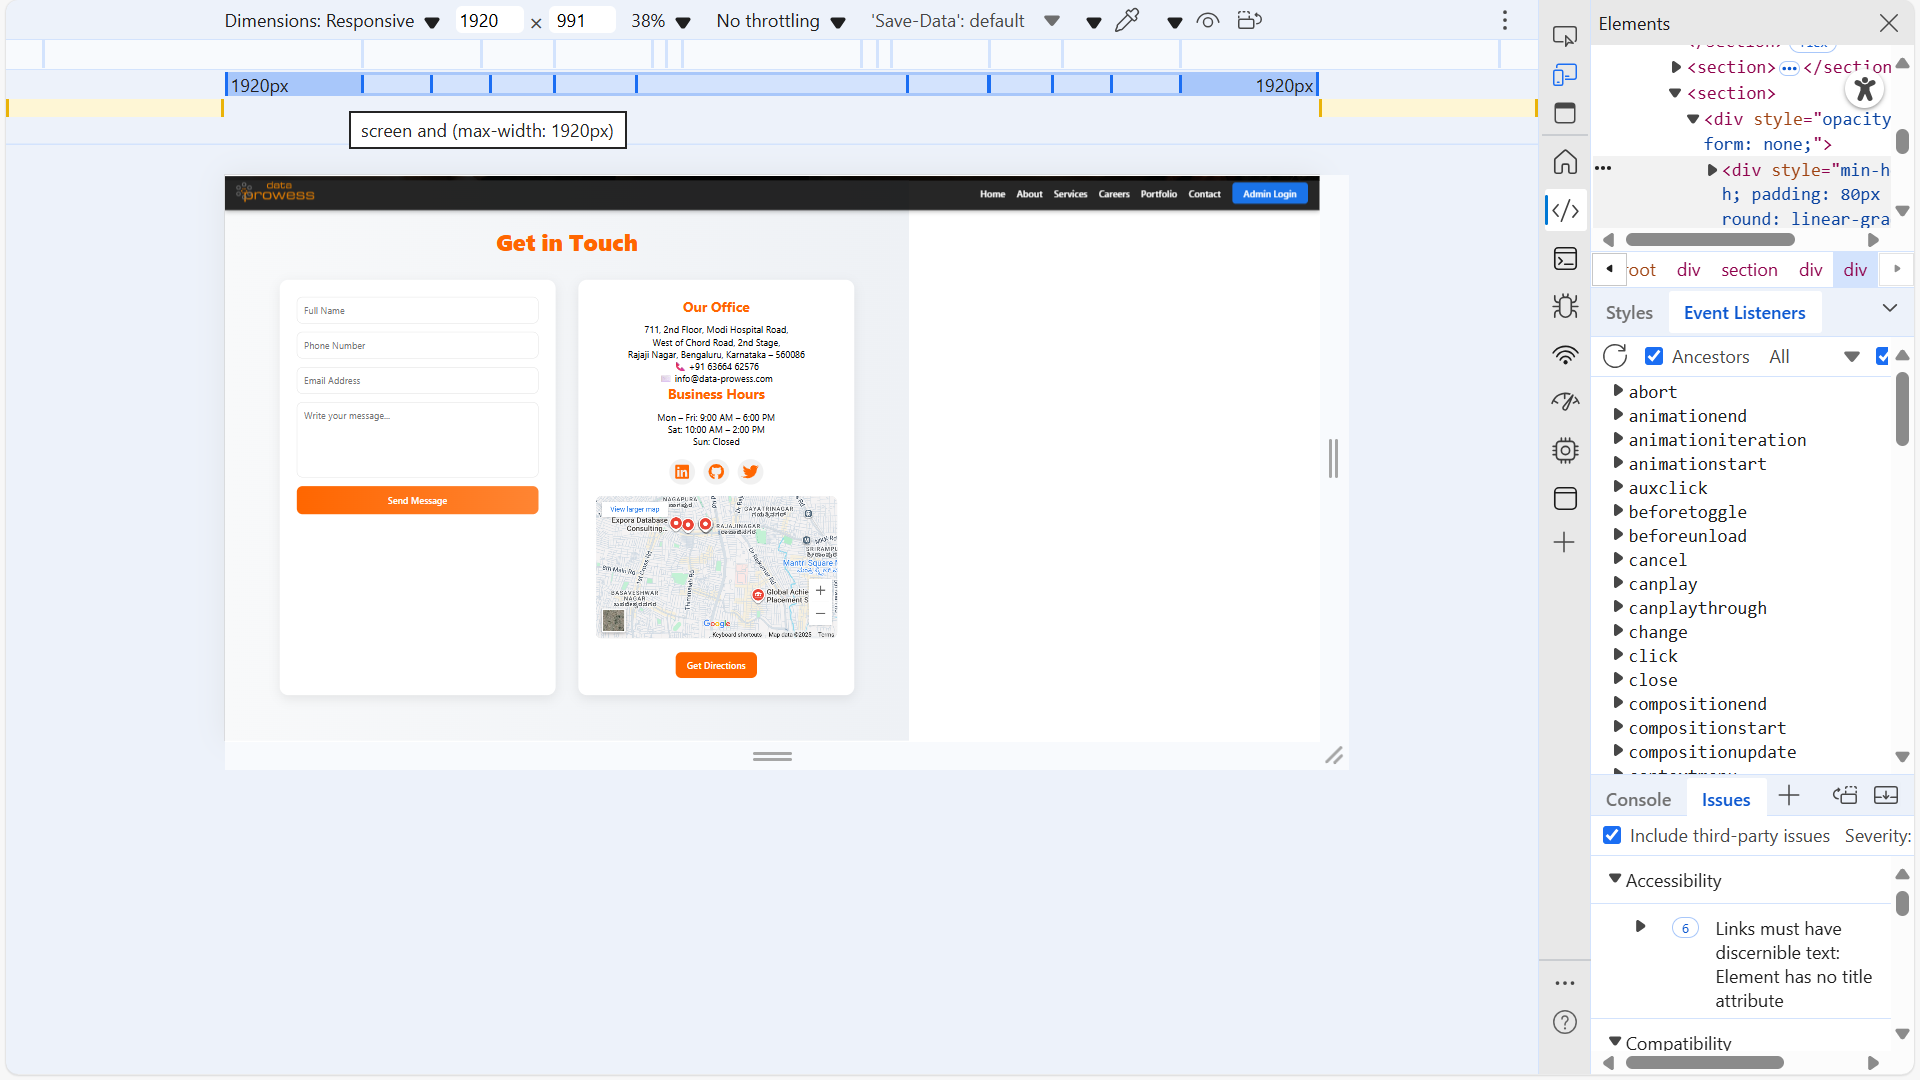 Dimensions: Responsive 1920 × 991 38% No throttling 'Save-Data': default
1920px 1920px
screen and (max-width: 1920px)
data
prowess
Home About Services Careers Portfolio Contact Admin Login
Get in Touch
Full Name
Phone Number
Email Address
Write your message...
Send Message
Our Office
711, 2nd Floor, Modi Hospital Road,
West of Chord Road, 2nd Stage,
Rajaji Nagar, Bengaluru, Karnataka – 560086
+91 63664 62576
info@data-prowess.com
Business Hours
Mon – Fri: 9:00 AM – 6:00 PM
Sat: 10:00 AM – 2:00 PM
Sun: Closed
View larger map
NAGAPURA
GAYATRINAGAR
Expora Database
Consulting...
RAJAJINAGAR
Mantri Square
BASAVESHWAR
NAGAR
Global Achie
Placement S
Google
Keyboard shortcuts Map data ©2025 Terms
Get Directions
Elements
</section> flex
<section> ••• </section
<section>
<div style="opacity
form: none;">
<div style="min-h
h; padding: 80px
round: linear-gra
root div section div div
Styles Event Listeners
Ancestors All
abort
animationend
animationiteration
animationstart
auxclick
beforetoggle
beforeunload
cancel
canplay
canplaythrough
change
click
close
compositionend
compositionstart
compositionupdate
contextmenu
Console Issues
Include third-party issues Severity:
Accessibility
6 Links must have
discernible text:
Element has no title
attribute
Compatibility